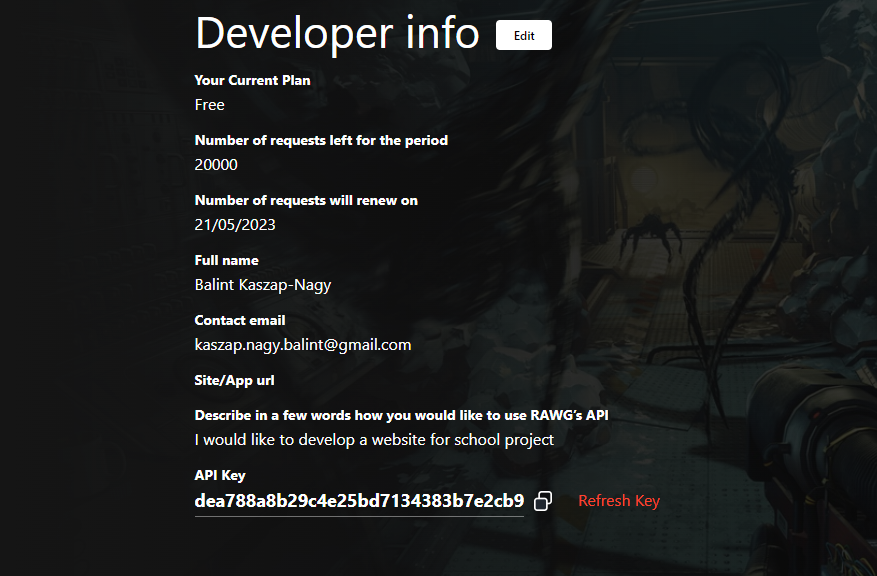 Developer info
Edit
Your Current Plan
Free
Number of requests left for the period
20000
Number of requests will renew on
21/05/2023
Full name
Balint Kaszap-Nagy
Contact email
kaszap.nagy.balint@gmail.com
Site/App url
Describe in a few words how you would like to use RAWG's API
I would like to develop a website for school project
API Key
dea788a8b29c4e25bd7134383b7e2cb9
Refresh Key